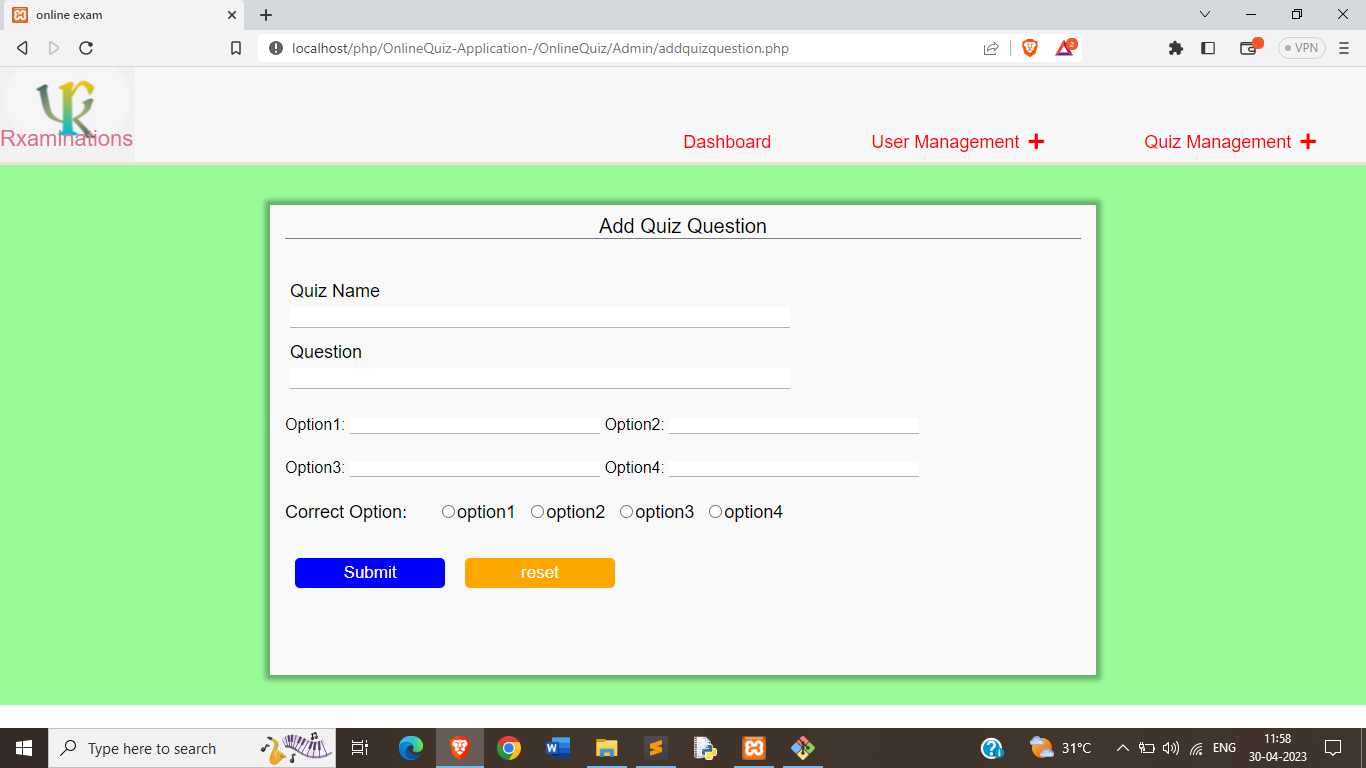 online exam
localhost/php/OnlineQuiz-Application-/OnlineQuiz/Admin/addquizquestion.php
2
VPN
Rxaminations
Dashboard User Management + Quiz Management +
Add Quiz Question
Quiz Name
Question
Option1: Option2:
Option3: Option4:
Correct Option: option1 option2 option3 option4
Submit reset
Type here to search
31°C
ENG
11:58
30-04-2023